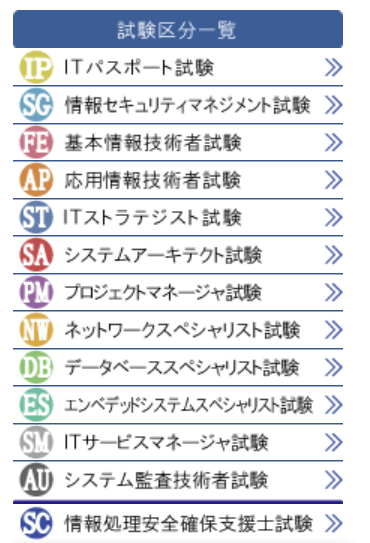 試験区分一覧
IP ITパスポート試験
SG 情報セキュリティマネジメント試験
FE 基本情報技術者試験
AP 応用情報技術者試験
ST ITストラテジスト試験
SA システムアーキテクト試験
PM プロジェクトマネージャ試験
NW ネットワークスペシャリスト試験
DB データベーススペシャリスト試験
ES エンベデッドシステムスペシャリスト試験
SM ITサービスマネージャ試験
AU システム監査技術者試験
SC 情報処理安全確保支援士試験